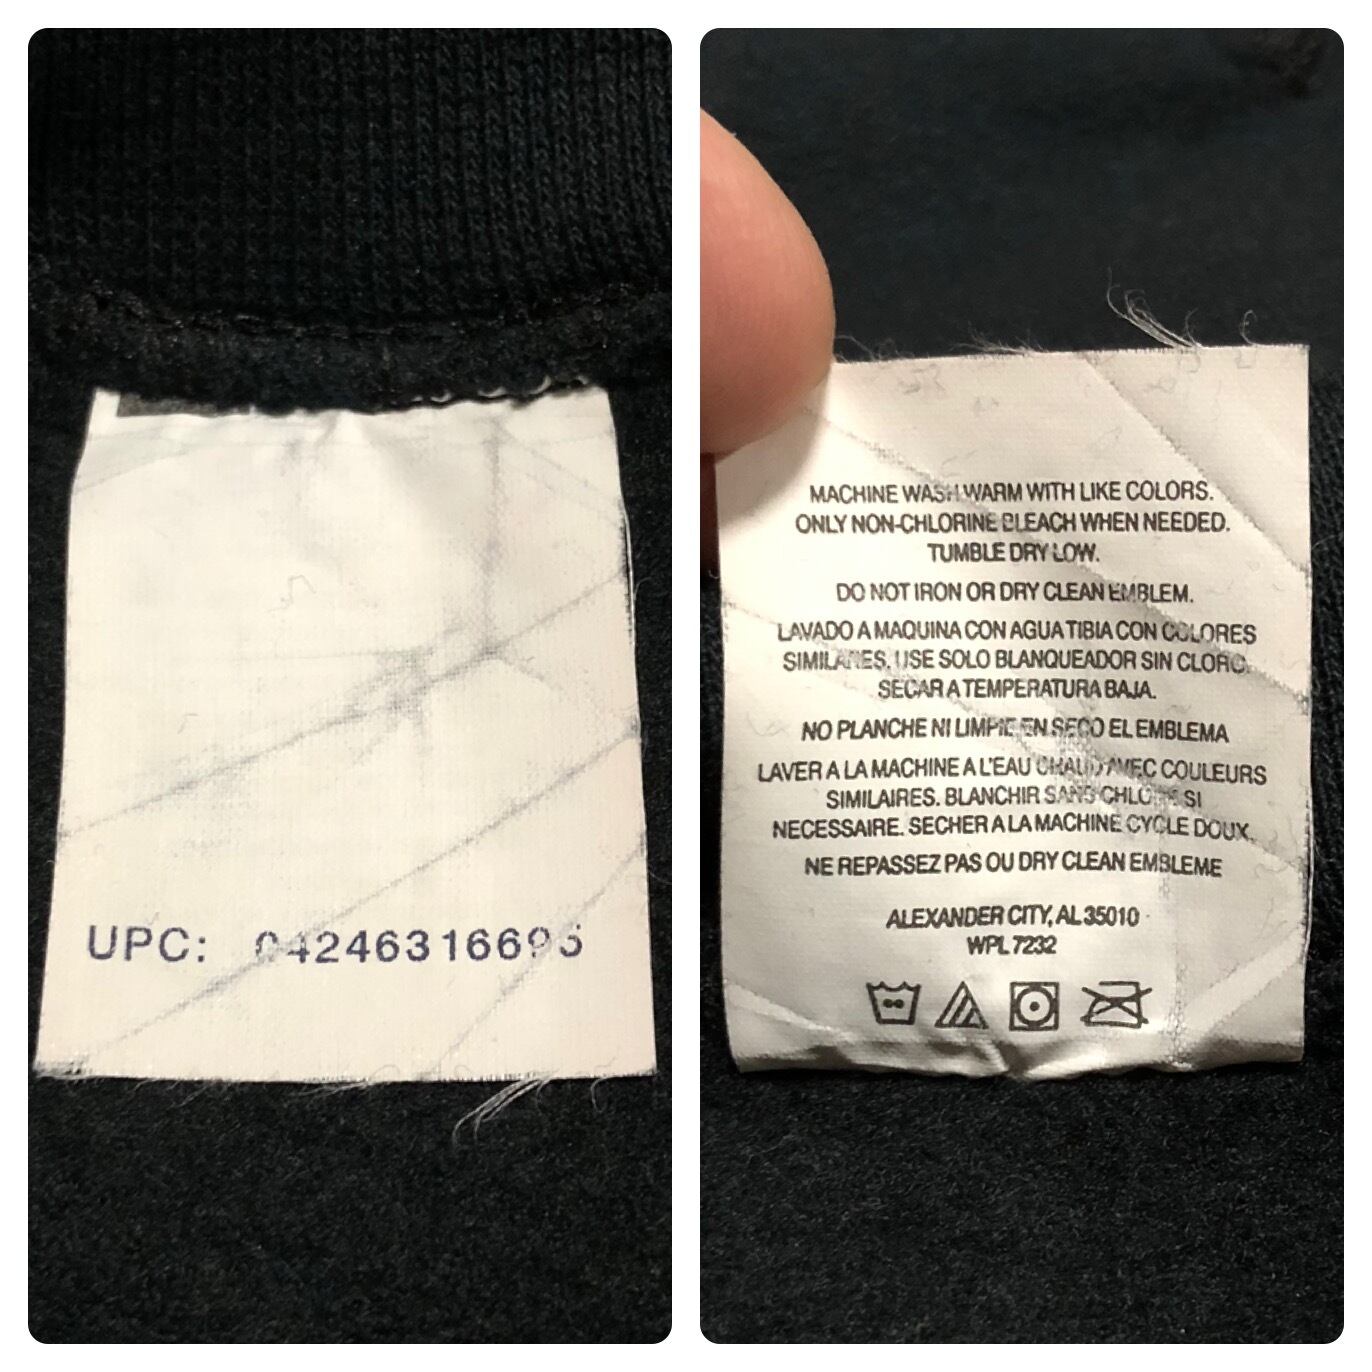 UPC:
MACHINE WASH WARM WITH LIKE COLORS.
ONLY NON-CHLORINE BLEACH WHEN NEEDED.
TUMBLE DRY LOW.
DO NOT IRON OR DRY CLEAN EMBLEM.
LAVADO A MAQUINA CON AGUA TIBIA CON COLORES
SIMILARES. USE SOLO BLANQUEADOR SIN CLORO.
SECAR A TEMPERATURA BAJA.
NO PLANCHE NI LIMPIE EN SECO EL EMBLEMA
LAVER A LA MACHINE A L'EAU CHAUD AVEC COULEURS
SIMILAIRES. BLANCHIR SANS SI
NECESSAIRE. SECHER A LA MACHINE CYCLE DOUX.
NE REPASSEZ PAS OU DRY CLEAN EMBLEME
ALEXANDER CITY, AL 35010
WPL 7232